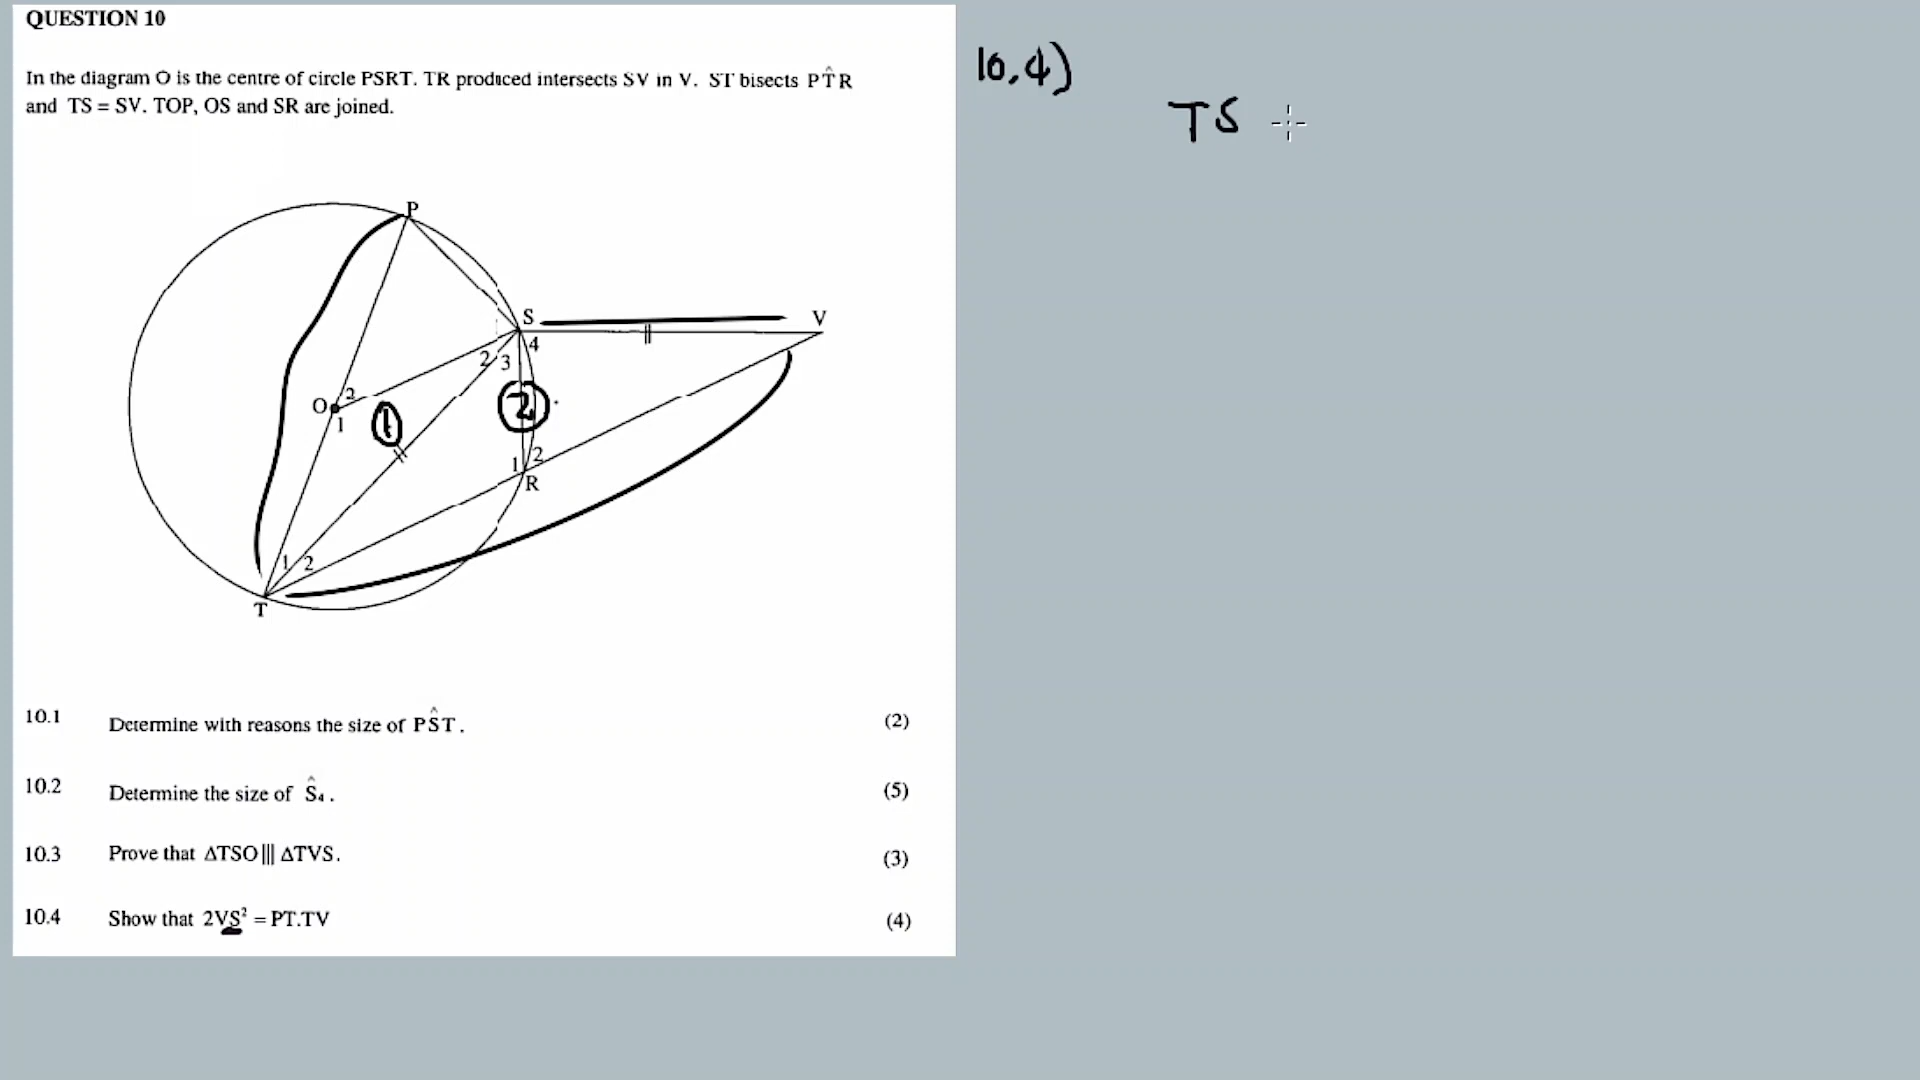 QUESTION 10
In the diagram O is the centre of circle PSRT. TR produced intersects SV in V. ST bisects PT̂R
and TS = SV. TOP, OS and SR are joined.
P
S
V
4
2
3
2
O
1
1
2
1
2
R
1
2
T
10.1 Determine with reasons the size of PŜT. (2)
10.2 Determine the size of Ŝ₄. (5)
10.3 Prove that ΔTSO ||| ΔTVS. (3)
10.4 Show that 2VS² = PT.TV (4)
10,4)
TS